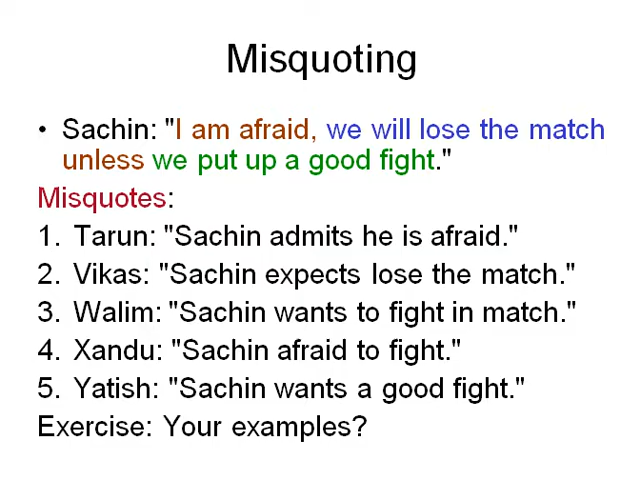 Misquoting
• Sachin: "I am afraid, we will lose the match
unless we put up a good fight."
Misquotes:
1. Tarun: "Sachin admits he is afraid."
2. Vikas: "Sachin expects lose the match."
3. Walim: "Sachin wants to fight in match."
4. Xandu: "Sachin afraid to fight."
5. Yatish: "Sachin wants a good fight."
Exercise: Your examples?